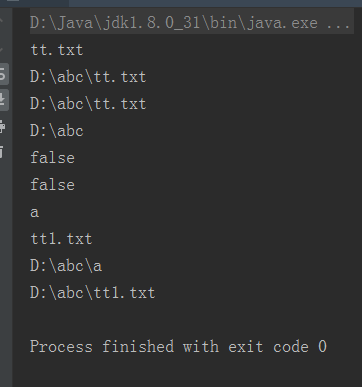 D:\Java\jdk1.8.0_31\bin\java.exe ...
tt.txt
D:\abc\tt.txt
D:\abc\tt.txt
D:\abc
false
false
a
tt1.txt
D:\abc\a
D:\abc\tt1.txt
Process finished with exit code 0